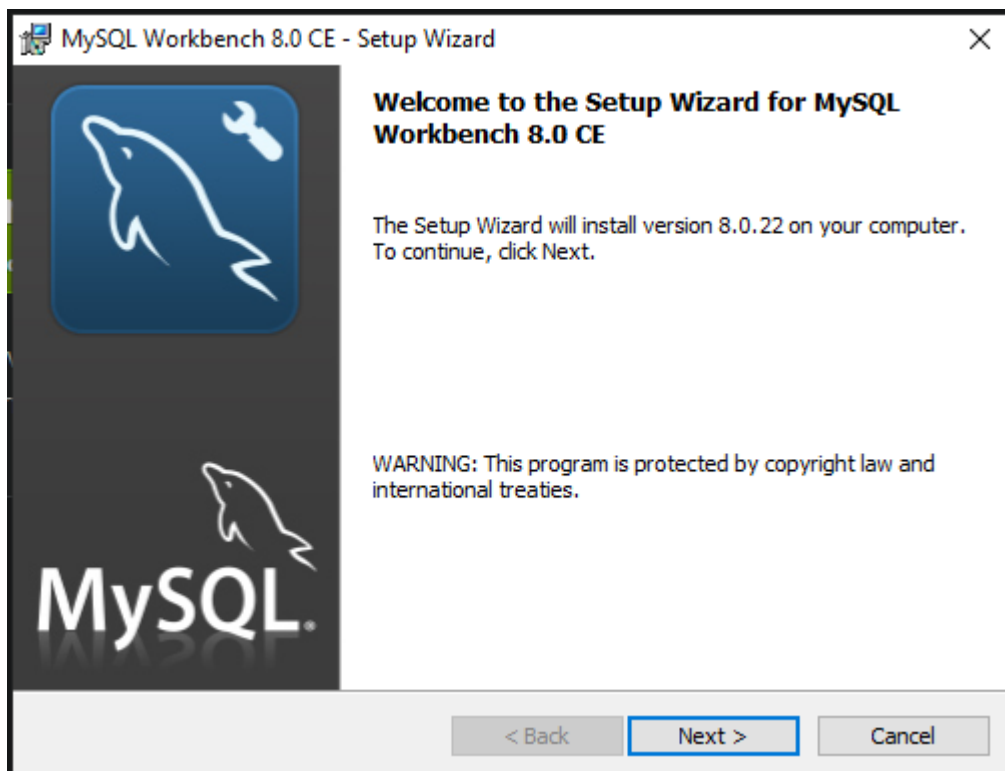 MySQL Workbench 8.0 CE - Setup Wizard
Welcome to the Setup Wizard for MySQL
Workbench 8.0 CE
The Setup Wizard will install version 8.0.22 on your computer.
To continue, click Next.
WARNING: This program is protected by copyright law and
international treaties.
MySQL®
< Back
Next >
Cancel